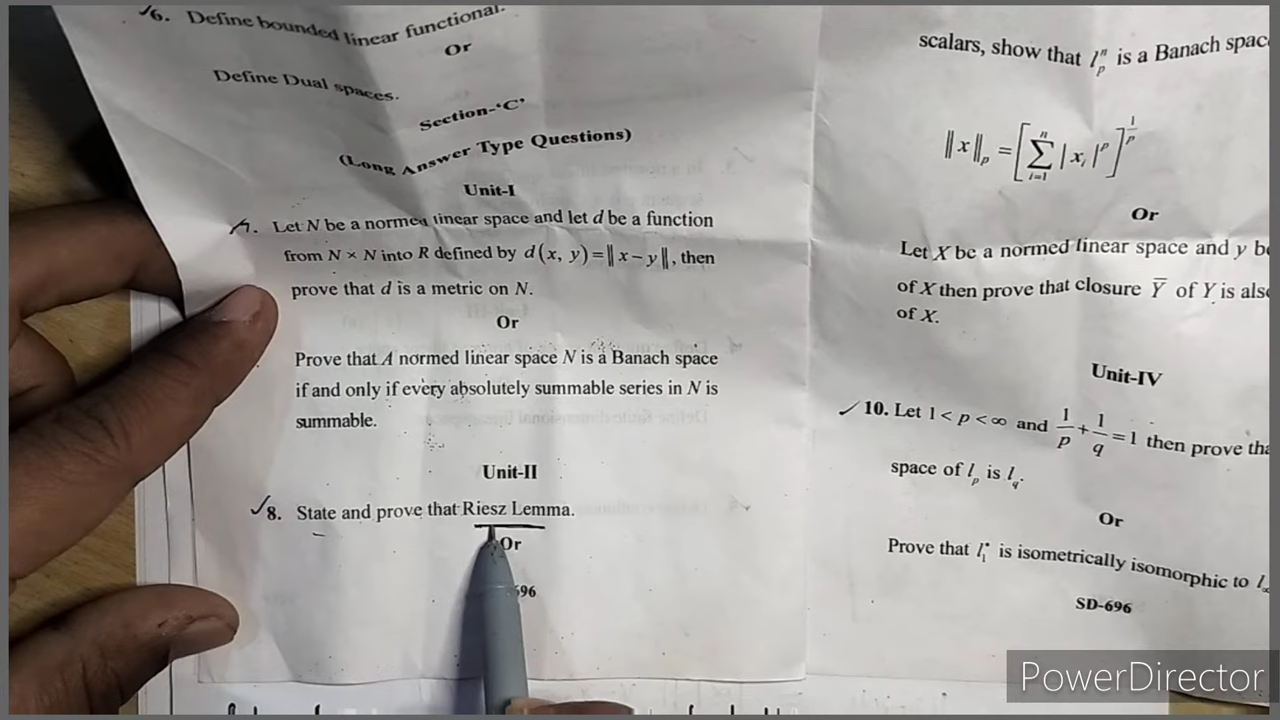 6. Define bounded linear functional.
Or
Define Dual spaces.
Section-‘C’
(Long Answer Type Questions)
Unit-I
7. Let N be a normed linear space and let d be a function
from N × N into R defined by d(x, y)=‖x−y‖, then
prove that d is a metric on N.
Or
Prove that A normed linear space N is a Banach space
if and only if every absolutely summable series in N is
summable.
Unit-II
8. State and prove that Riesz Lemma.
Or
696
scalars, show that l_p^n is a Banach
‖x‖_p = [∑_{i=1}^{n} |x_i|^p]^{1/p}
Or
Let X be a normed linear space and y
of X then prove that closure Y̅ of Y is
of X.
Unit-IV
10. Let 1 < p < ∞ and 1/p + 1/q = 1 then prove
space of l_p is l_q.
Or
Prove that l_1^* is isometrically isomorphic to l
SD-696
PowerDirector